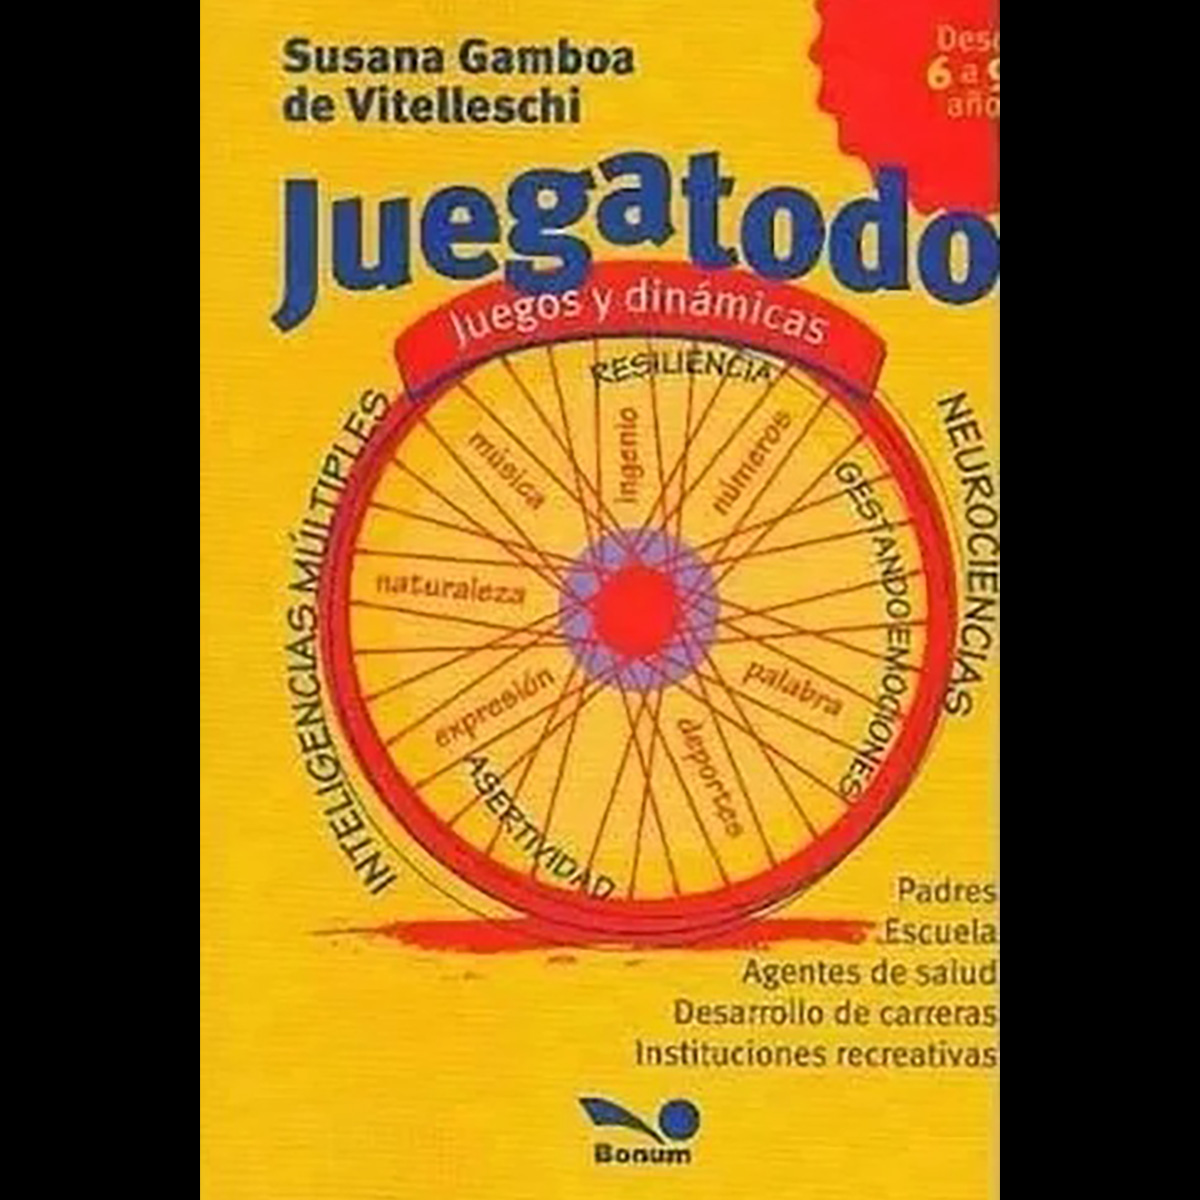 Susana Gamboa
de Vitelleschi
6 a
Juegatodo
Juegos y dinámicas
RESILIENCIA
INTELIGENCIAS MÚLTIPLES
NEUROCIENCIAS
música
ingenio
números
GESTANDO EMOCIONES
naturaleza
expresión
palabra
deportes
ASERTIVIDAD
Padres
Escuela
Agentes de salud
Desarrollo de carreras
Instituciones recreativas
Bonum